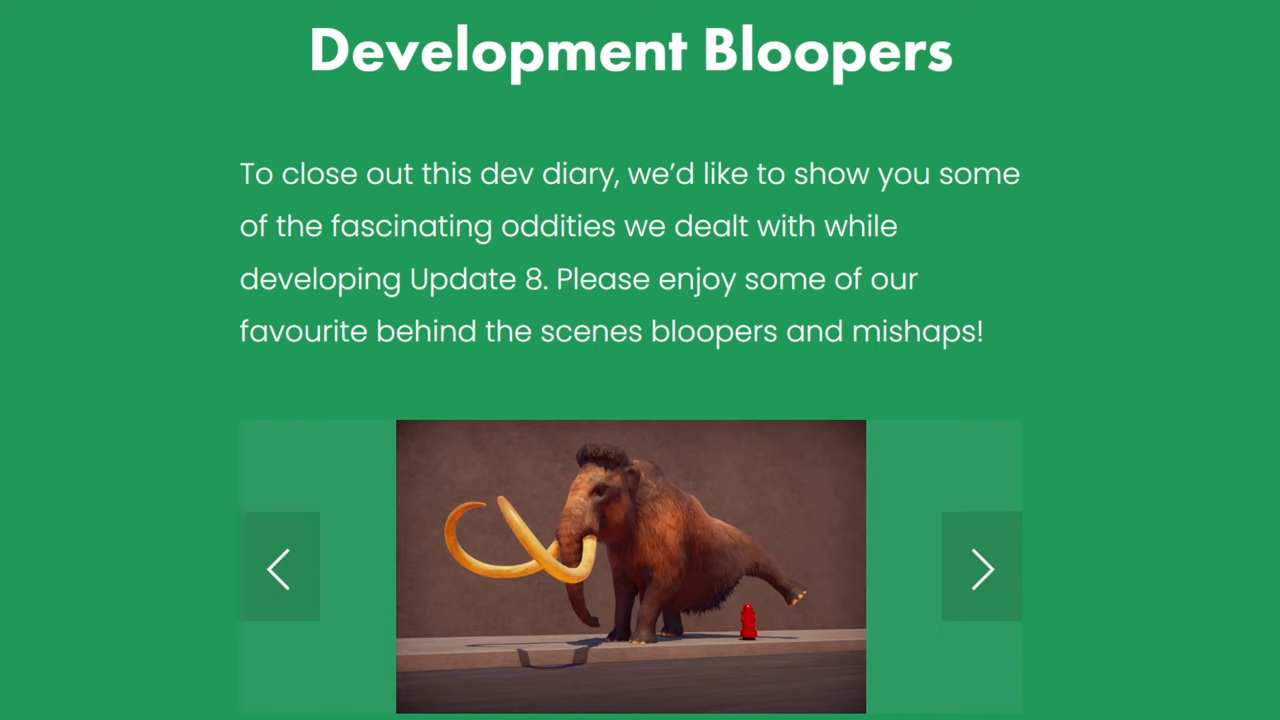 Development Bloopers
To close out this dev diary, we’d like to show you some
of the fascinating oddities we dealt with while
developing Update 8. Please enjoy some of our
favourite behind the scenes bloopers and mishaps!